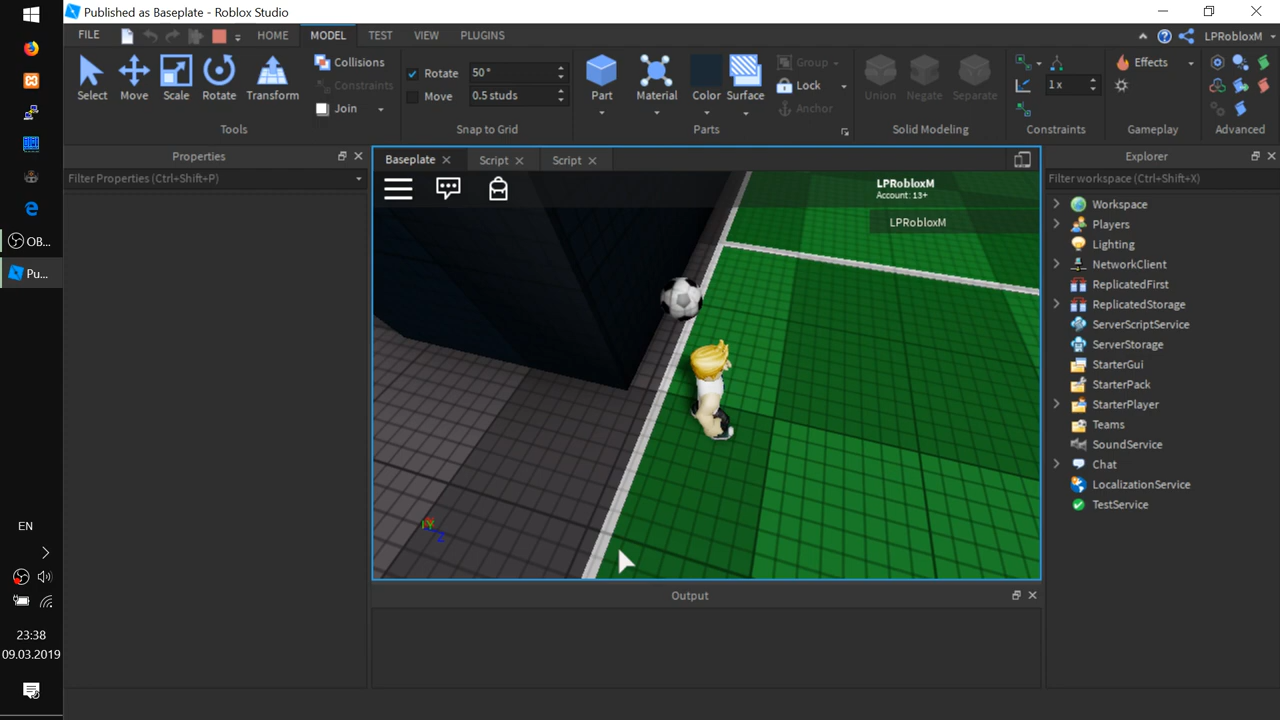 Published as Baseplate - Roblox Studio
FILE
HOME
MODEL
TEST
VIEW
PLUGINS
LPRobloxM
Select
Move
Scale
Rotate
Transform
Collisions
Constraints
Join
Tools
Rotate
50°
Move
0.5 studs
Snap to Grid
Part
Material
Color
Surface
Group
Lock
Anchor
Parts
Union
Negate
Separate
Solid Modeling
1 x
Constraints
Effects
Gameplay
Advanced
Properties
Filter Properties (Ctrl+Shift+P)
Baseplate
Script
Script
LPRobloxM
Account: 13+
LPRobloxM
Y
Z
Output
Explorer
Filter workspace (Ctrl+Shift+X)
Workspace
Players
Lighting
NetworkClient
ReplicatedFirst
ReplicatedStorage
ServerScriptService
ServerStorage
StarterGui
StarterPack
StarterPlayer
Teams
SoundService
Chat
LocalizationService
TestService
OB...
Pu...
EN
23:38
09.03.2019